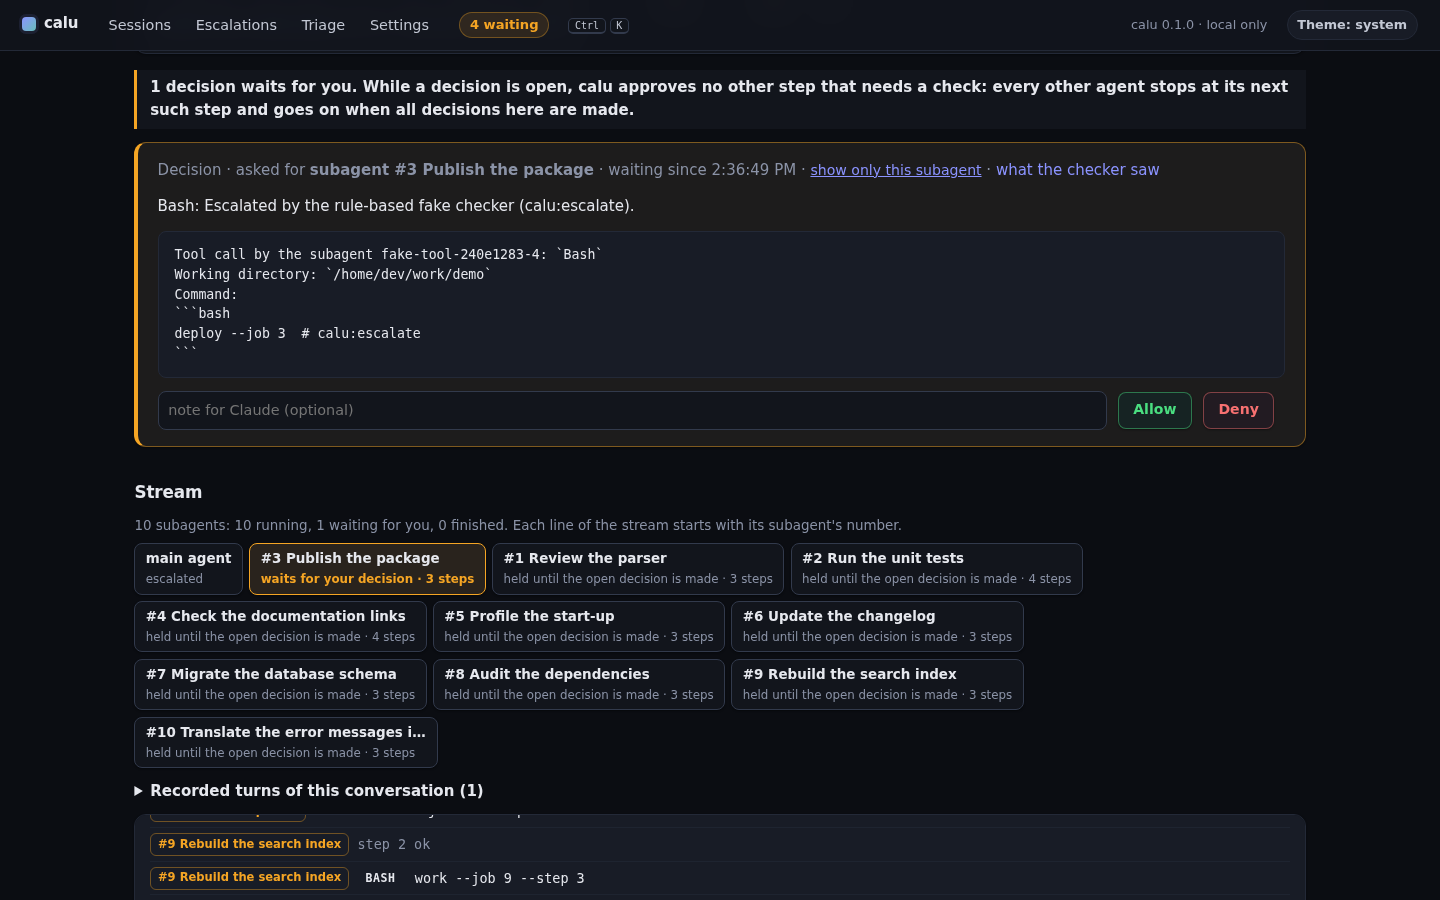 calu Sessions Escalations Triage Settings 4 waiting Ctrl K calu 0.1.0 · local only Theme: system
1 decision waits for you. While a decision is open, calu approves no other step that needs a check: every other agent stops at its next
such step and goes on when all decisions here are made.
Decision · asked for subagent #3 Publish the package · waiting since 2:36:49 PM · show only this subagent · what the checker saw
Bash: Escalated by the rule-based fake checker (calu:escalate).
Tool call by the subagent fake-tool-240e1283-4: `Bash`
Working directory: `/home/dev/work/demo`
Command:
```bash
deploy --job 3  # calu:escalate
```
note for Claude (optional) Allow Deny
Stream
10 subagents: 10 running, 1 waiting for you, 0 finished. Each line of the stream starts with its subagent's number.
main agent #3 Publish the package #1 Review the parser #2 Run the unit tests
escalated waits for your decision · 3 steps held until the open decision is made · 3 steps held until the open decision is made · 4 steps
#4 Check the documentation links #5 Profile the start-up #6 Update the changelog
held until the open decision is made · 4 steps held until the open decision is made · 3 steps held until the open decision is made · 3 steps
#7 Migrate the database schema #8 Audit the dependencies #9 Rebuild the search index
held until the open decision is made · 3 steps held until the open decision is made · 3 steps held until the open decision is made · 3 steps
#10 Translate the error messages i…
held until the open decision is made · 3 steps
Recorded turns of this conversation (1)
#9 Rebuild the search index step 2 ok
#9 Rebuild the search index BASH work --job 9 --step 3